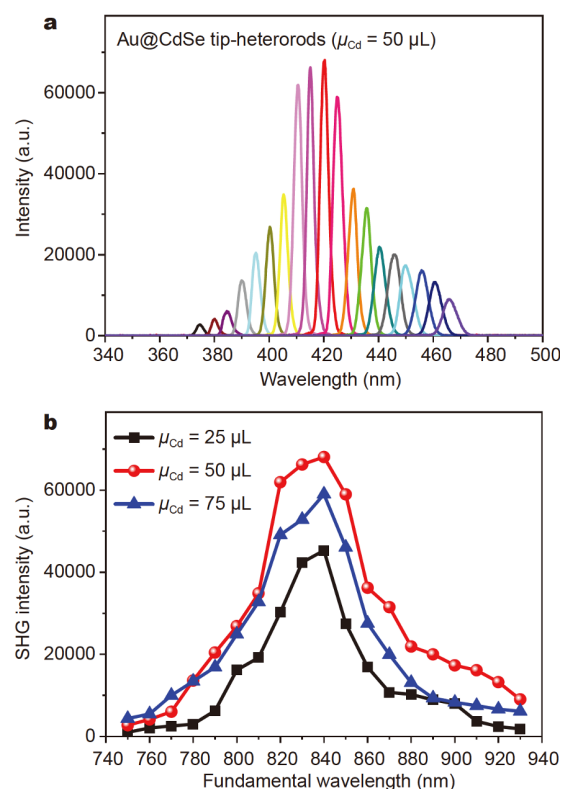 a
Au@CdSe tip-heterorods (μCd = 50 μL)
60000
40000
20000
0
Intensity (a.u.)
340 360 380 400 420 440 460 480 500
Wavelength (nm)
b
μCd = 25 μL
μCd = 50 μL
μCd = 75 μL
60000
40000
20000
0
SHG intensity (a.u.)
740 760 780 800 820 840 860 880 900 920 940
Fundamental wavelength (nm)